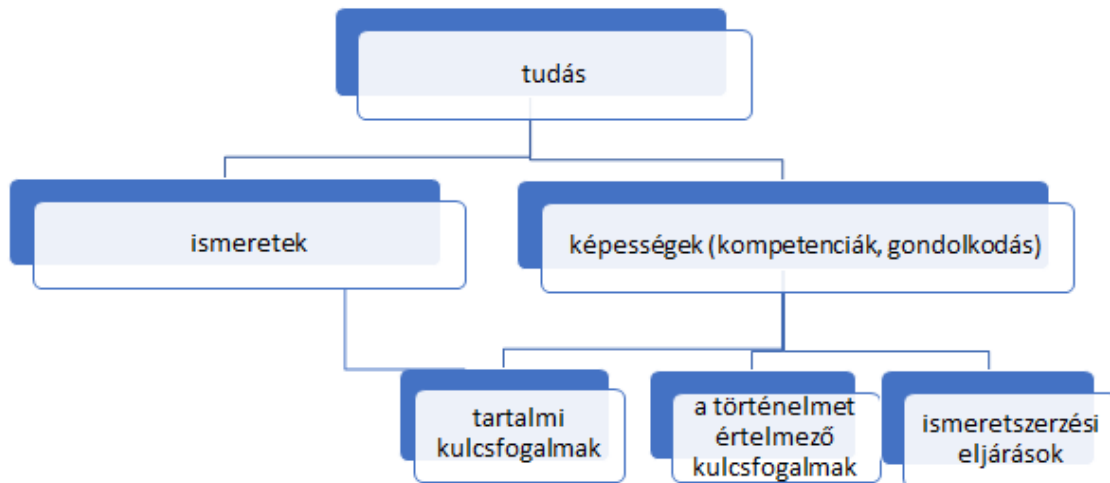 tudás
ismeretek
képességek (kompetenciák, gondolkodás)
tartalmi
kulcsfogalmak
a történelmet
értelmező
kulcsfogalmak
ismeretszerzési
eljárások